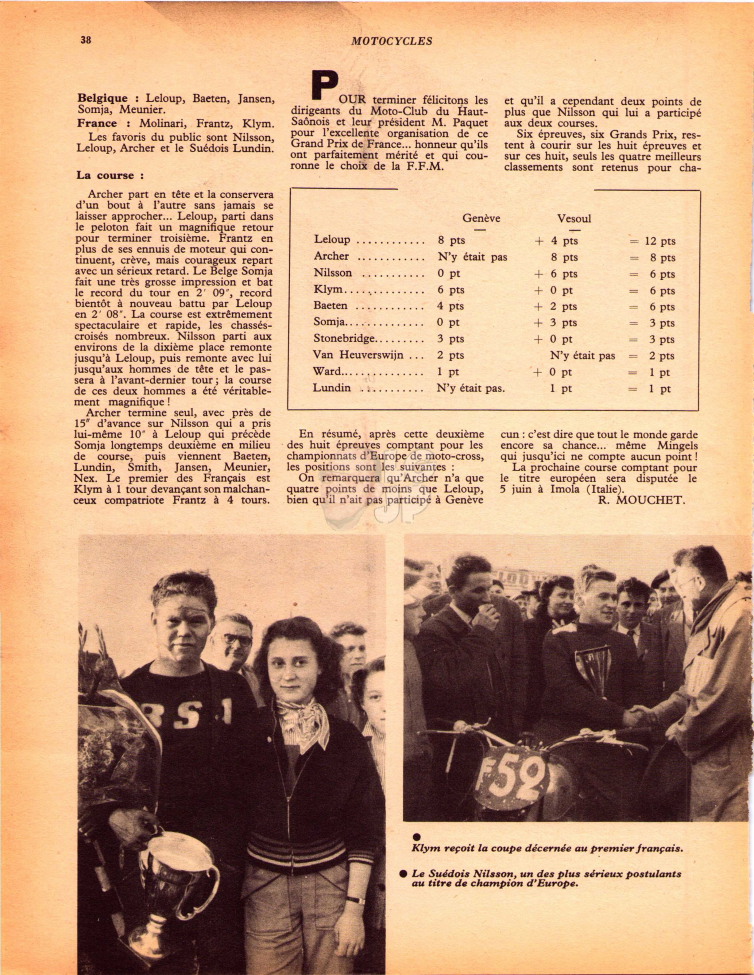 38
MOTOCYCLES
Belgique : Leloup, Baeten, Jansen,
Somja, Meunier.
France : Molinari, Frantz, Klym.
Les favoris du public sont Nilsson,
Leloup, Archer et le Suédois Lundin.
La course :
Archer part en tête et la conservera
d'un bout à l'autre sans jamais se
laisser approcher... Leloup, parti dans
le peloton fait un magnifique retour
pour terminer troisième. Frantz en
plus de ses ennuis de moteur qui con-
tinuent, crève, mais courageux repart
avec un sérieux retard. Le Belge Somja
fait une très grosse impression et bat
le record du tour en 2' 09", record
bientôt à nouveau battu par Leloup
en 2' 08". La course est extrêmement
spectaculaire et rapide, les chassés-
croisés nombreux. Nilsson parti aux
environs de la dixième place remonte
jusqu'à Leloup, puis remonte avec lui
jusqu'aux hommes de tête et le pas-
sera à l'avant-dernier tour ; la course
de ces deux hommes a été véritable-
ment magnifique !
Archer termine seul, avec près de
15" d'avance sur Nilsson qui a pris
lui-même 10" à Leloup qui précède
Somja longtemps deuxième en milieu
de course, puis viennent Baeten,
Lundin, Smith, Jansen, Meunier,
Nex. Le premier des Français est
Klym à 1 tour devançant son malchan-
ceux compatriote Frantz à 4 tours.
POUR terminer félicitons les
dirigeants du Moto-Club du Haut-
Saônois et leur président M. Paquet
pour l'excellente organisation de ce
Grand Prix de France... honneur qu'ils
ont parfaitement mérité et qui cou-
ronne le choix de la F.F.M.
et qu'il a cependant deux points de
plus que Nilsson qui lui a participé
aux deux courses.
Six épreuves, six Grands Prix, res-
tent à courir sur les huit épreuves et
sur ces huit, seuls les quatre meilleurs
classements sont retenus pour cha-
Genève Vesoul
Leloup ............ 8 pts + 4 pts = 12 pts
Archer ............ N'y était pas 8 pts = 8 pts
Nilsson ........... 0 pt + 6 pts = 6 pts
Klym.............. 6 pts + 0 pt = 6 pts
Baeten ............ 4 pts + 2 pts = 6 pts
Somja.............. 0 pt + 3 pts = 3 pts
Stonebridge......... 3 pts + 0 pt = 3 pts
Van Heuverswijn ... 2 pts N'y était pas = 2 pts
Ward............... 1 pt + 0 pt = 1 pt
Lundin ........... N'y était pas. 1 pt = 1 pt
En résumé, après cette deuxième
des huit épreuves comptant pour les
championnats d'Europe de moto-cross,
les positions sont les suivantes :
On remarquera qu'Archer n'a que
quatre points de moins que Leloup,
bien qu'il n'ait pas participé à Genève
cun : c'est dire que tout le monde garde
encore sa chance... même Mingels
qui jusqu'ici ne compte aucun point !
La prochaine course comptant pour
le titre européen sera disputée le
5 juin à Imola (Italie).
R. MOUCHET.
BSA
F52
Klym reçoit la coupe décernée au premier français.
Le Suédois Nilsson, un des plus sérieux postulants
au titre de champion d'Europe.